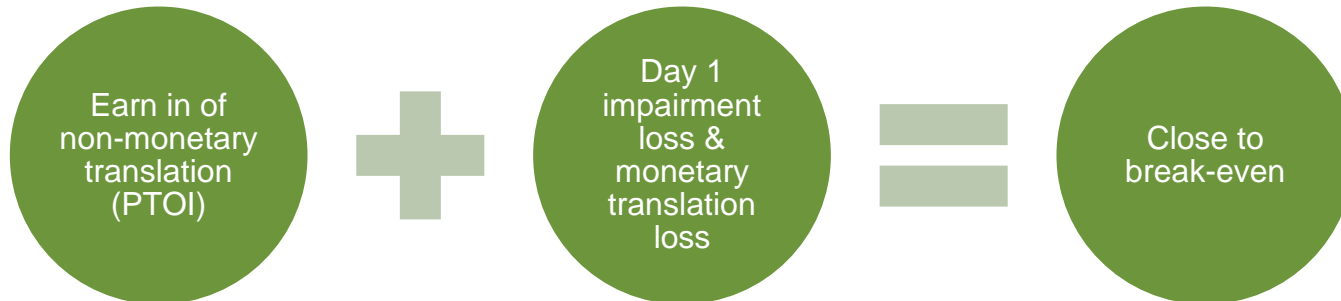 Earn in of
non-monetary
translation
(PTOI)
Day 1
impairment
loss &
monetary
translation
loss
Close to
break-even